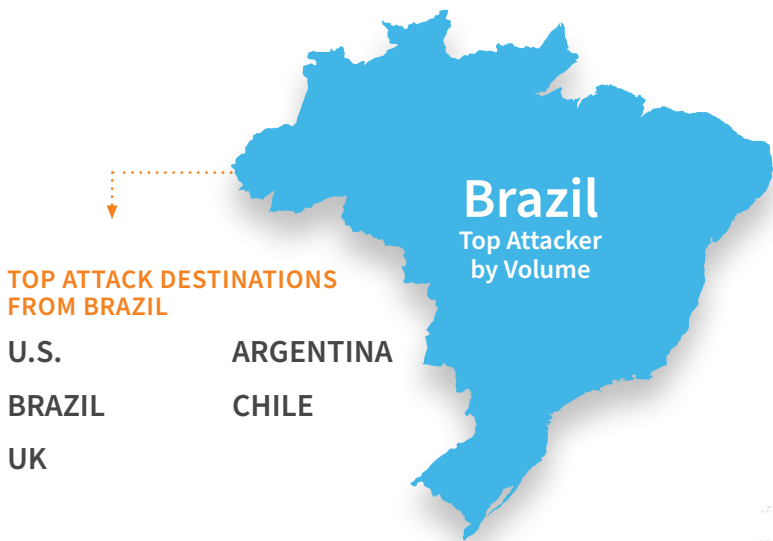 Brazil
Top Attacker
by Volume
TOP ATTACK DESTINATIONS
FROM BRAZIL
U.S.
BRAZIL
UK
ARGENTINA
CHILE